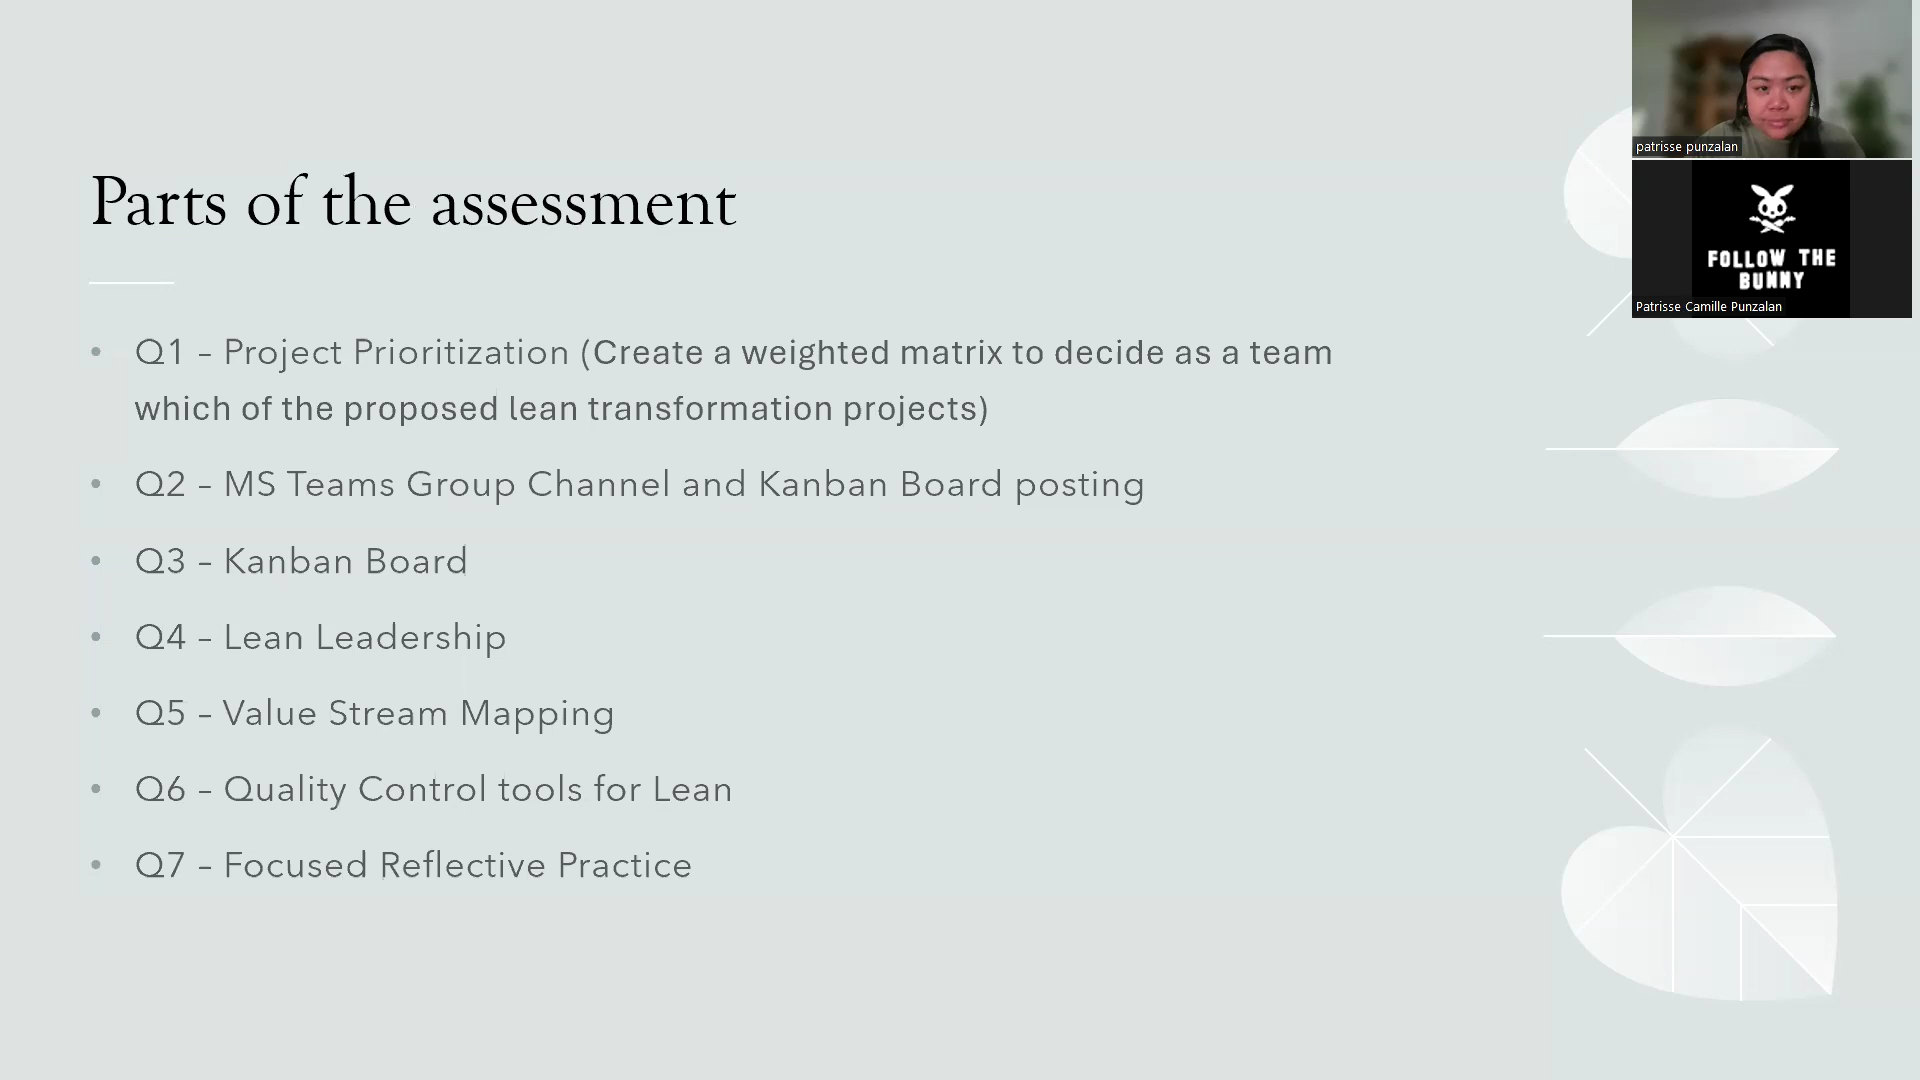 Parts of the assessment
• Q1 – Project Prioritization (Create a weighted matrix to decide as a team
which of the proposed lean transformation projects)
• Q2 – MS Teams Group Channel and Kanban Board posting
• Q3 – Kanban Board
• Q4 – Lean Leadership
• Q5 – Value Stream Mapping
• Q6 – Quality Control tools for Lean
• Q7 – Focused Reflective Practice
patrisse punzalan
FOLLOW THE
BUNNY
Patrisse Camille Punzalan